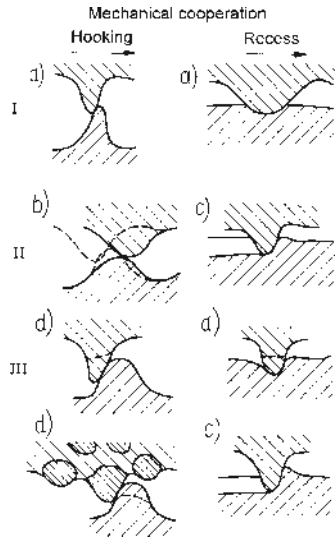 Mechanical cooperation
Hooking Recess
a) a)
I
b) c)
II
d) a)
III
d) c)